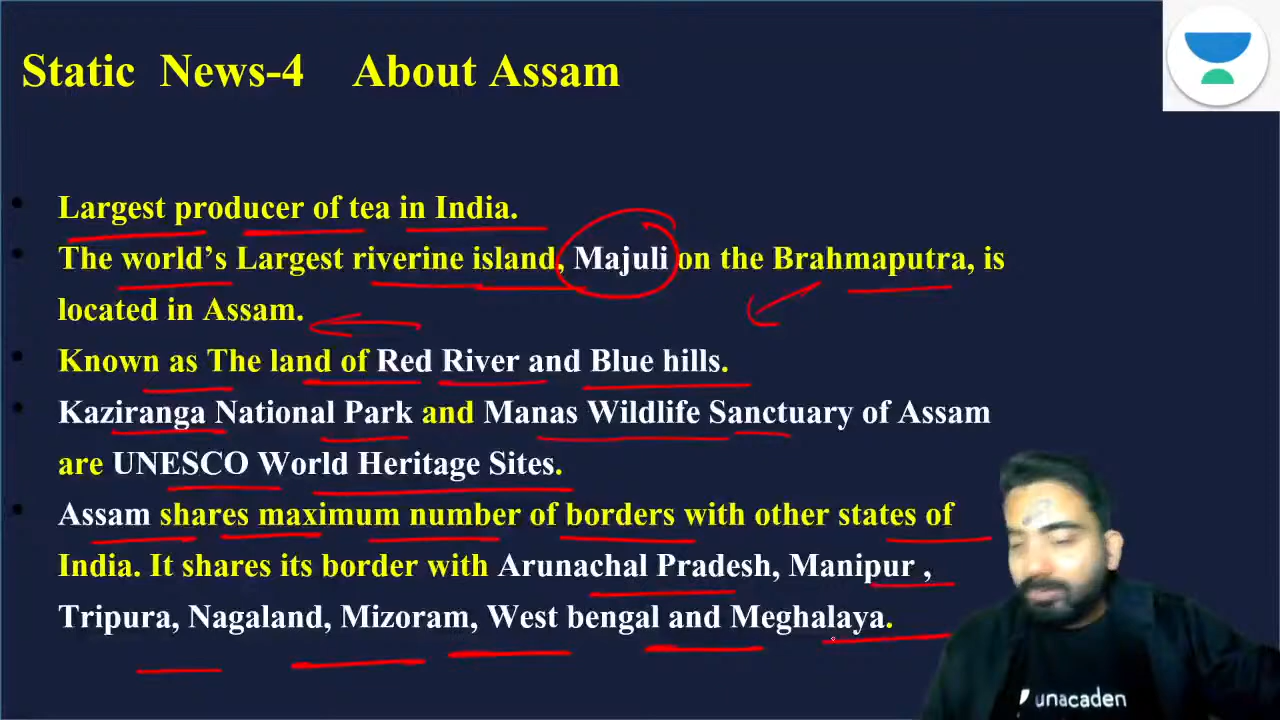 Static News-4 About Assam
• Largest producer of tea in India.
• The world's Largest riverine island, Majuli on the Brahmaputra, is
located in Assam.
• Known as The land of Red River and Blue hills.
• Kaziranga National Park and Manas Wildlife Sanctuary of Assam
are UNESCO World Heritage Sites.
• Assam shares maximum number of borders with other states of
India. It shares its border with Arunachal Pradesh, Manipur ,
Tripura, Nagaland, Mizoram, West bengal and Meghalaya.
unacaden